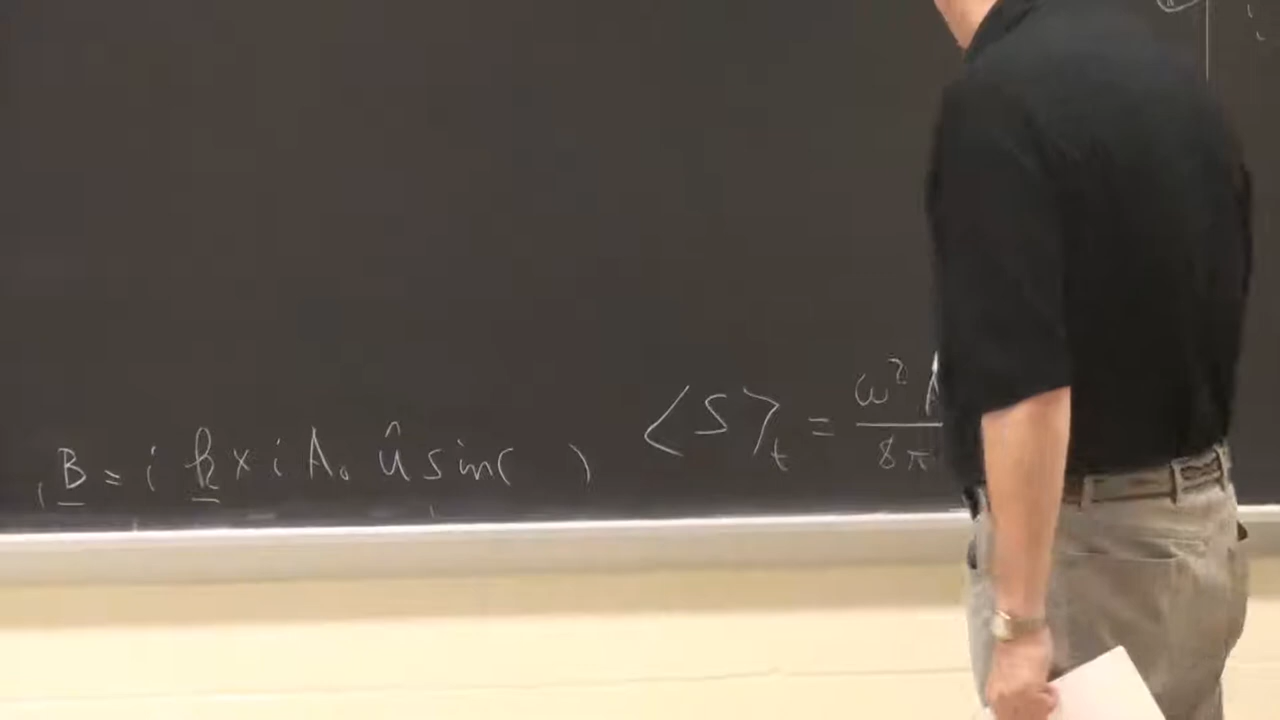 B = i k × i A₀ û sin( )
⟨S⟩ₜ = ω² / 8π